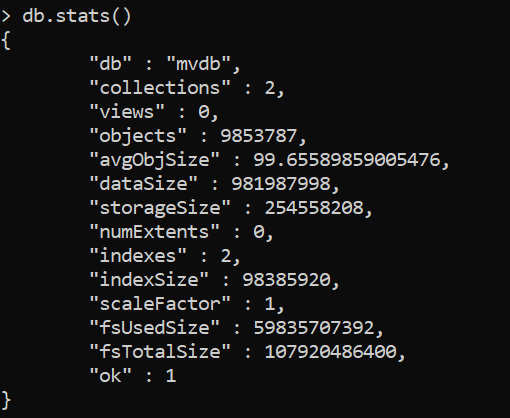 > db.stats()
{
"db" : "mvdb",
"collections" : 2,
"views" : 0,
"objects" : 9853787,
"avgObjSize" : 99.65589859005476,
"dataSize" : 981987998,
"storageSize" : 254558208,
"numExtents" : 0,
"indexes" : 2,
"indexSize" : 98385920,
"scaleFactor" : 1,
"fsUsedSize" : 59835707392,
"fsTotalSize" : 107920486400,
"ok" : 1
}